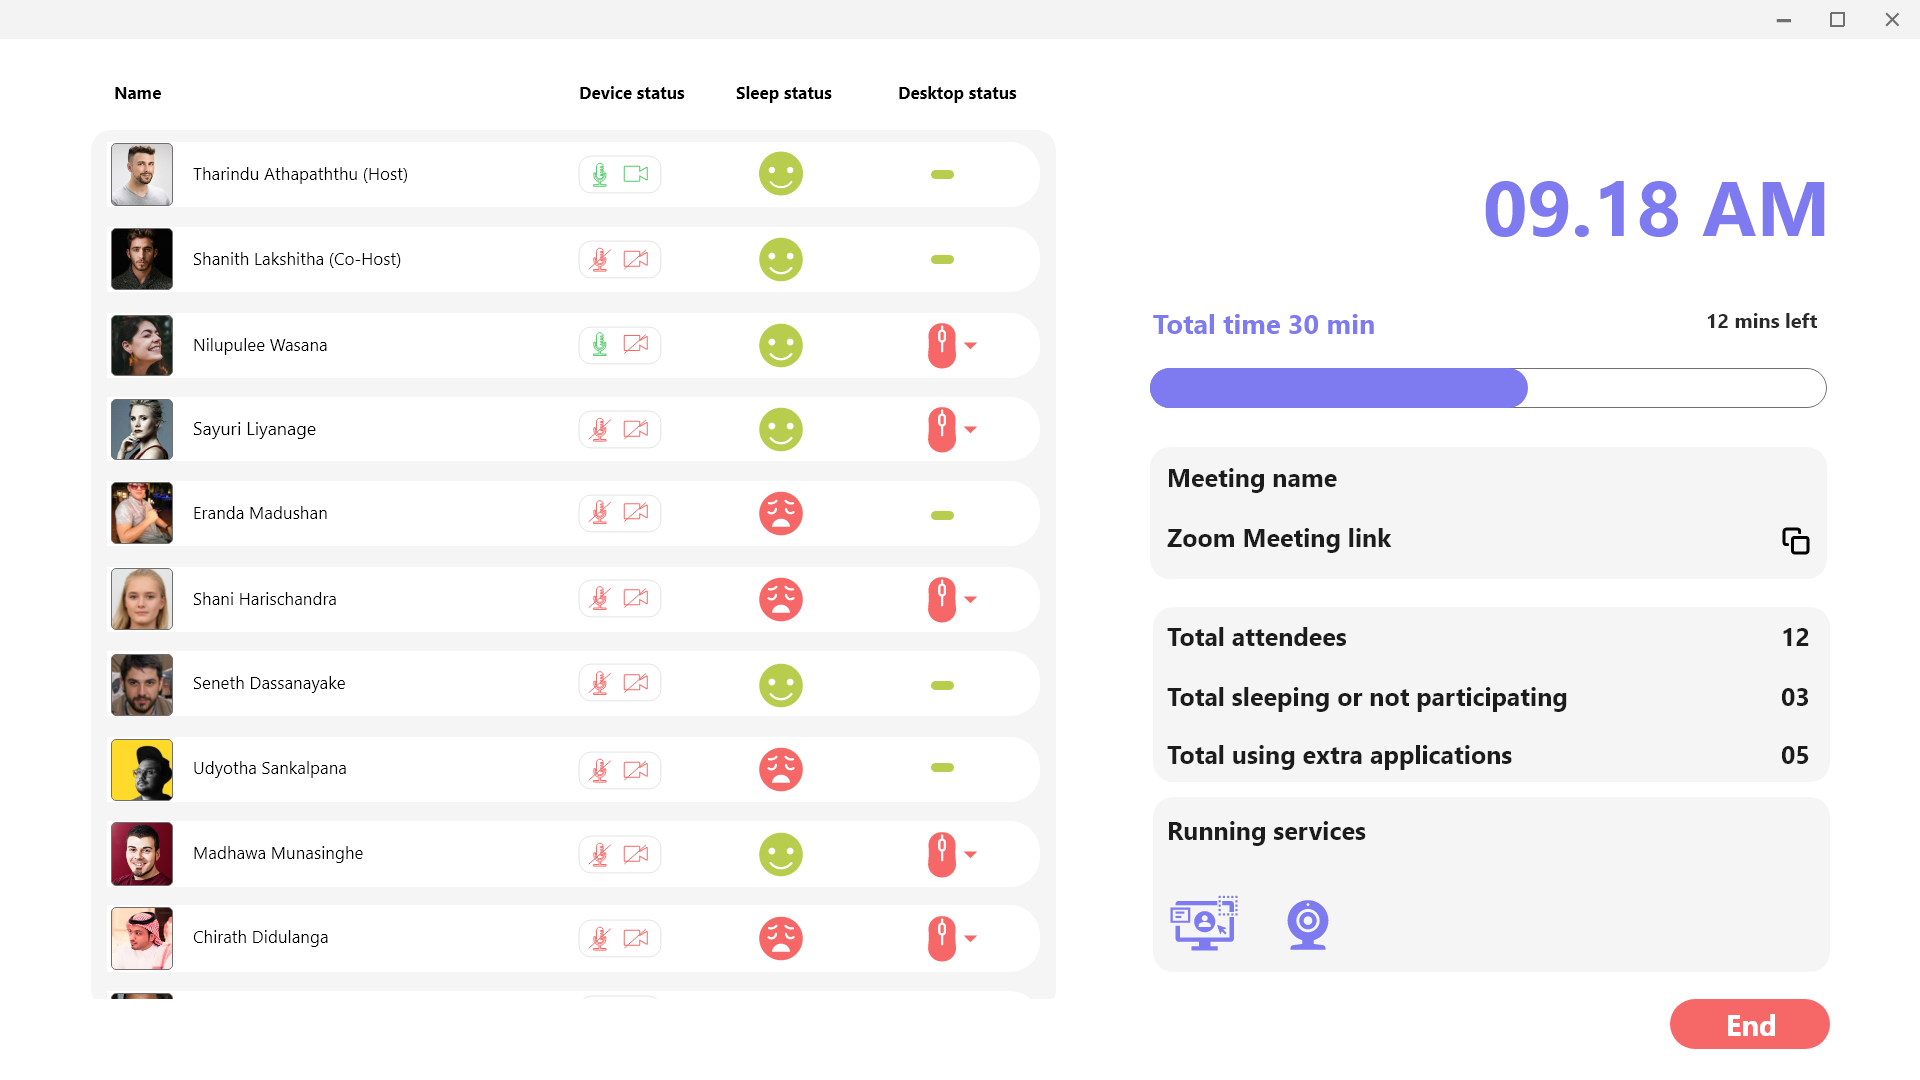 Name Device status Sleep status Desktop status
Tharindu Athapaththu (Host)
Shanith Lakshitha (Co-Host)
Nilupulee Wasana
Sayuri Liyanage
Eranda Madushan
Shani Harischandra
Seneth Dassanayake
Udyotha Sankalpana
Madhawa Munasinghe
Chirath Didulanga
09.18 AM
Total time 30 min 12 mins left
Meeting name
Zoom Meeting link
Total attendees 12
Total sleeping or not participating 03
Total using extra applications 05
Running services
End